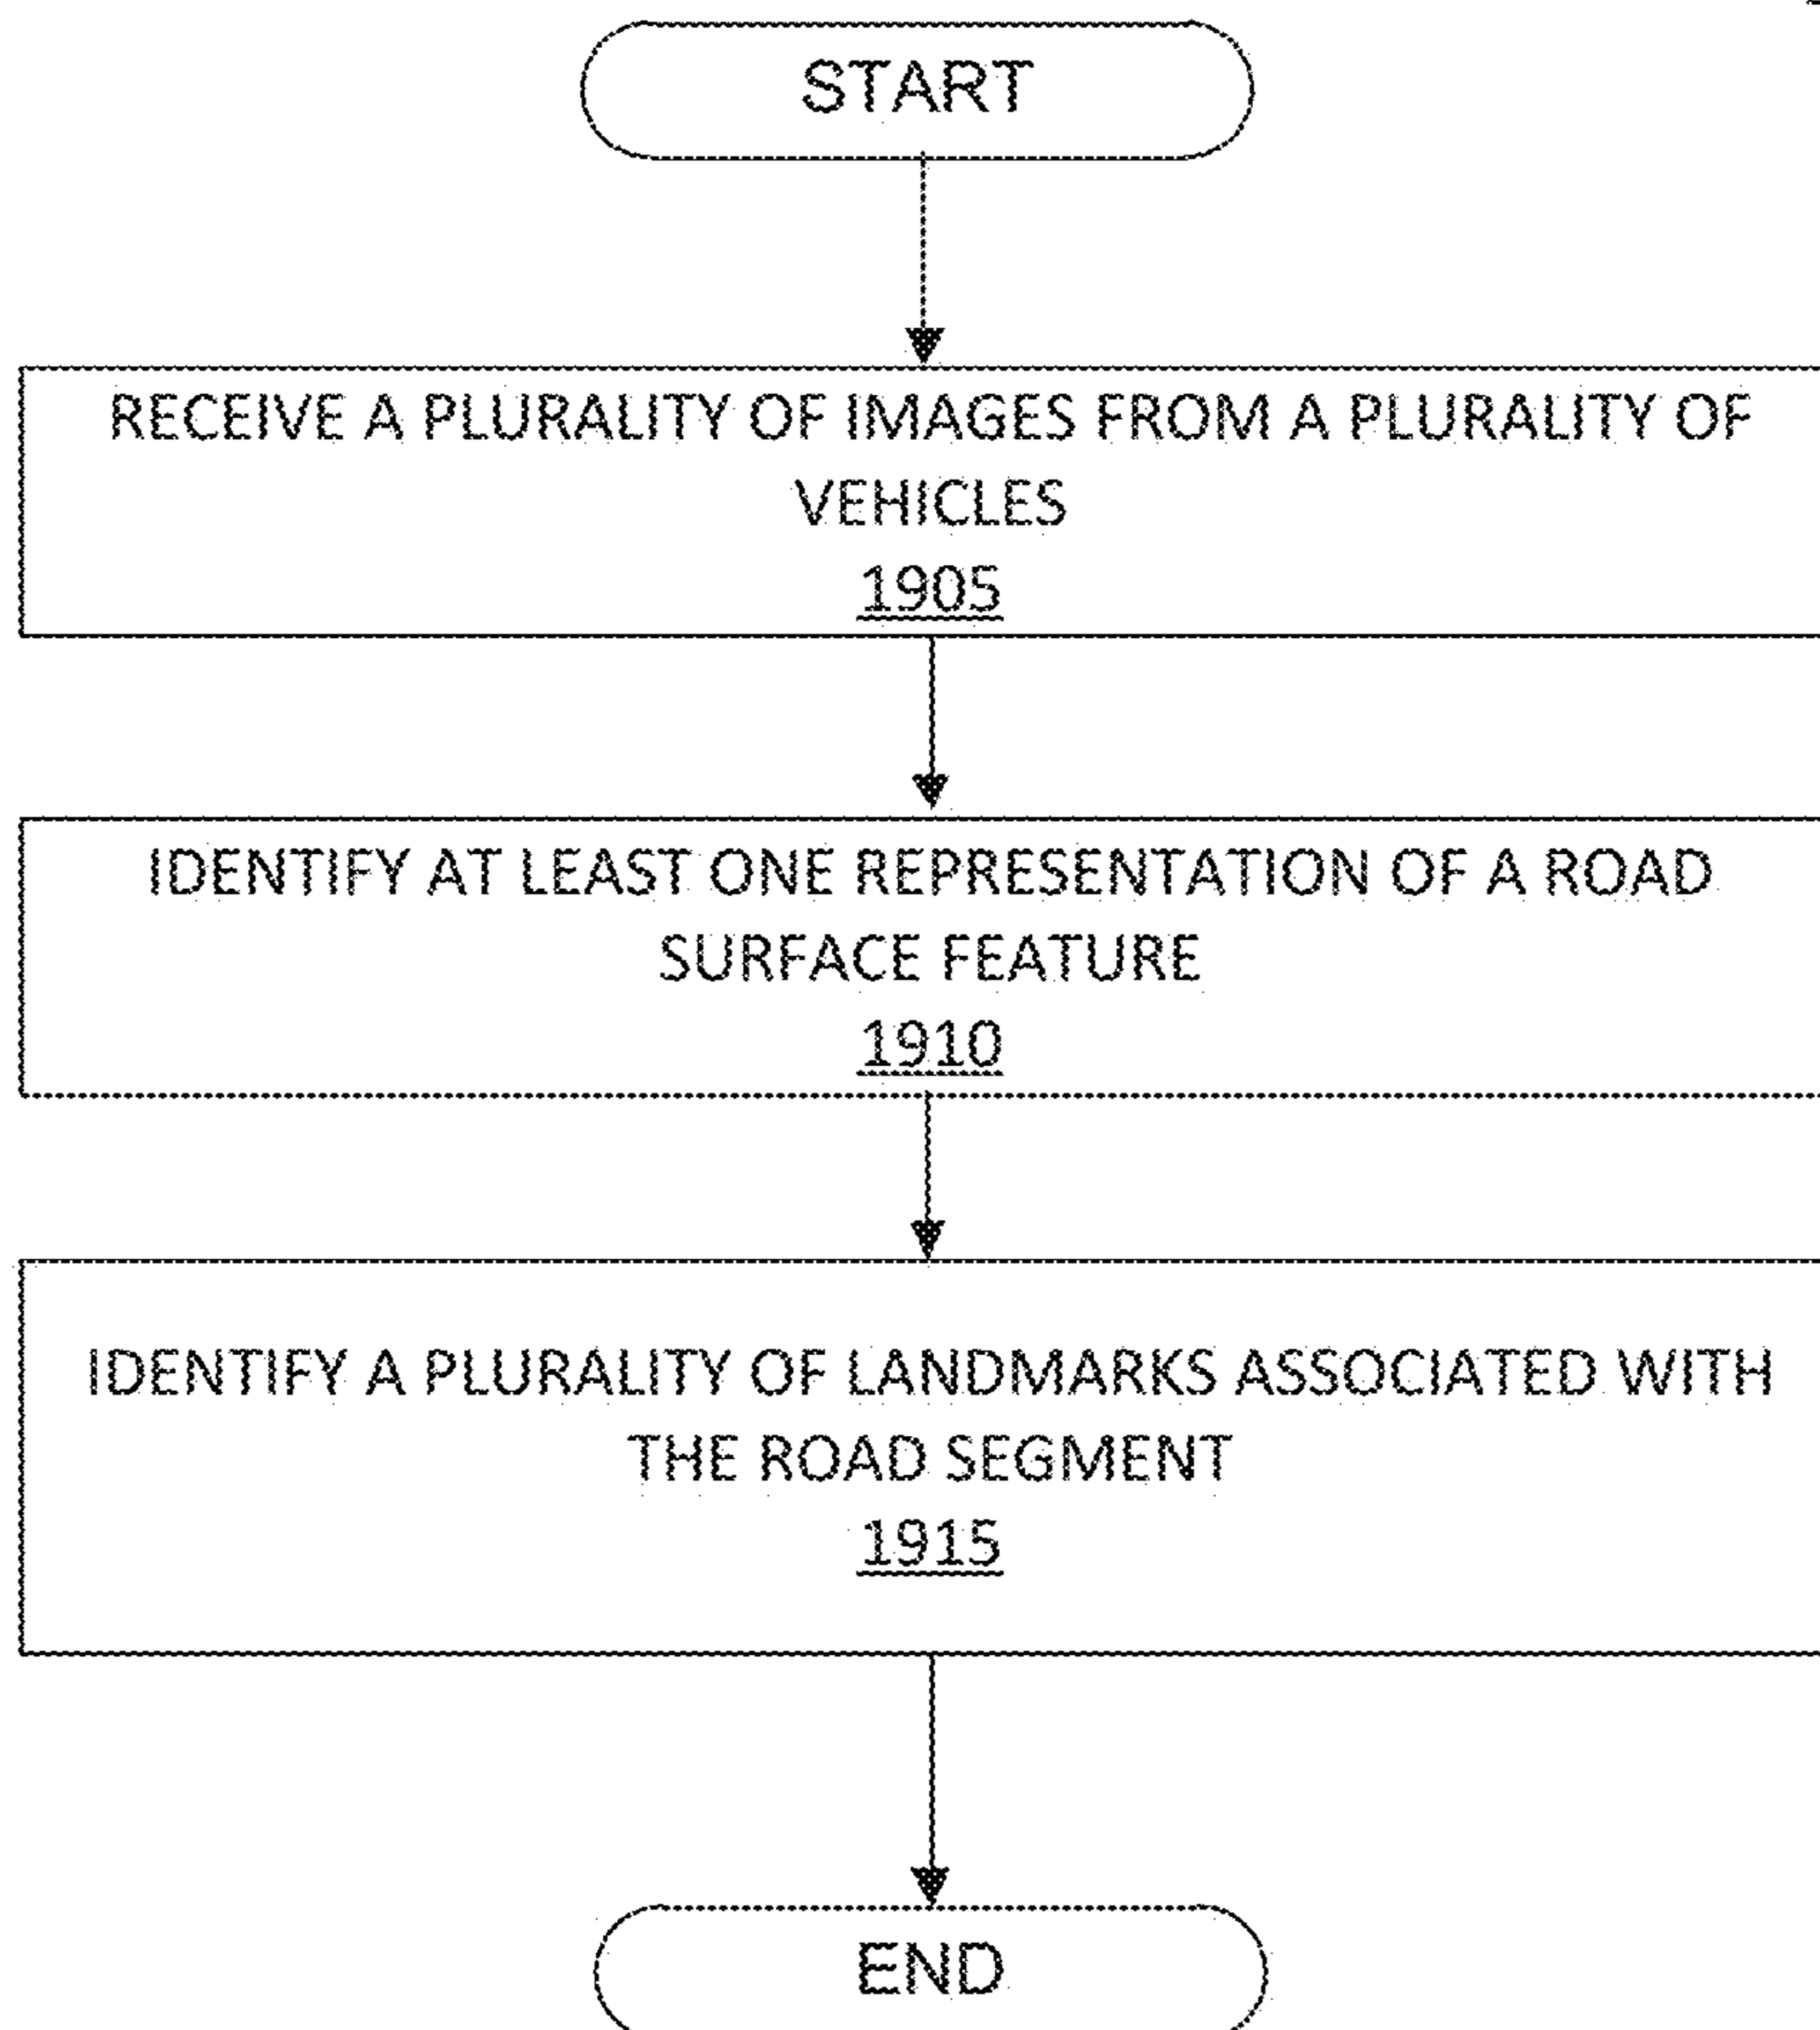 START
RECEIVE A PLURALITY OF IMAGES FROM A PLURALITY OF
VEHICLES
1905
IDENTIFY AT LEAST ONE REPRESENTATION OF A ROAD
SURFACE FEATURE
1910
IDENTIFY A PLURALITY OF LANDMARKS ASSOCIATED WITH
THE ROAD SEGMENT
1915
END